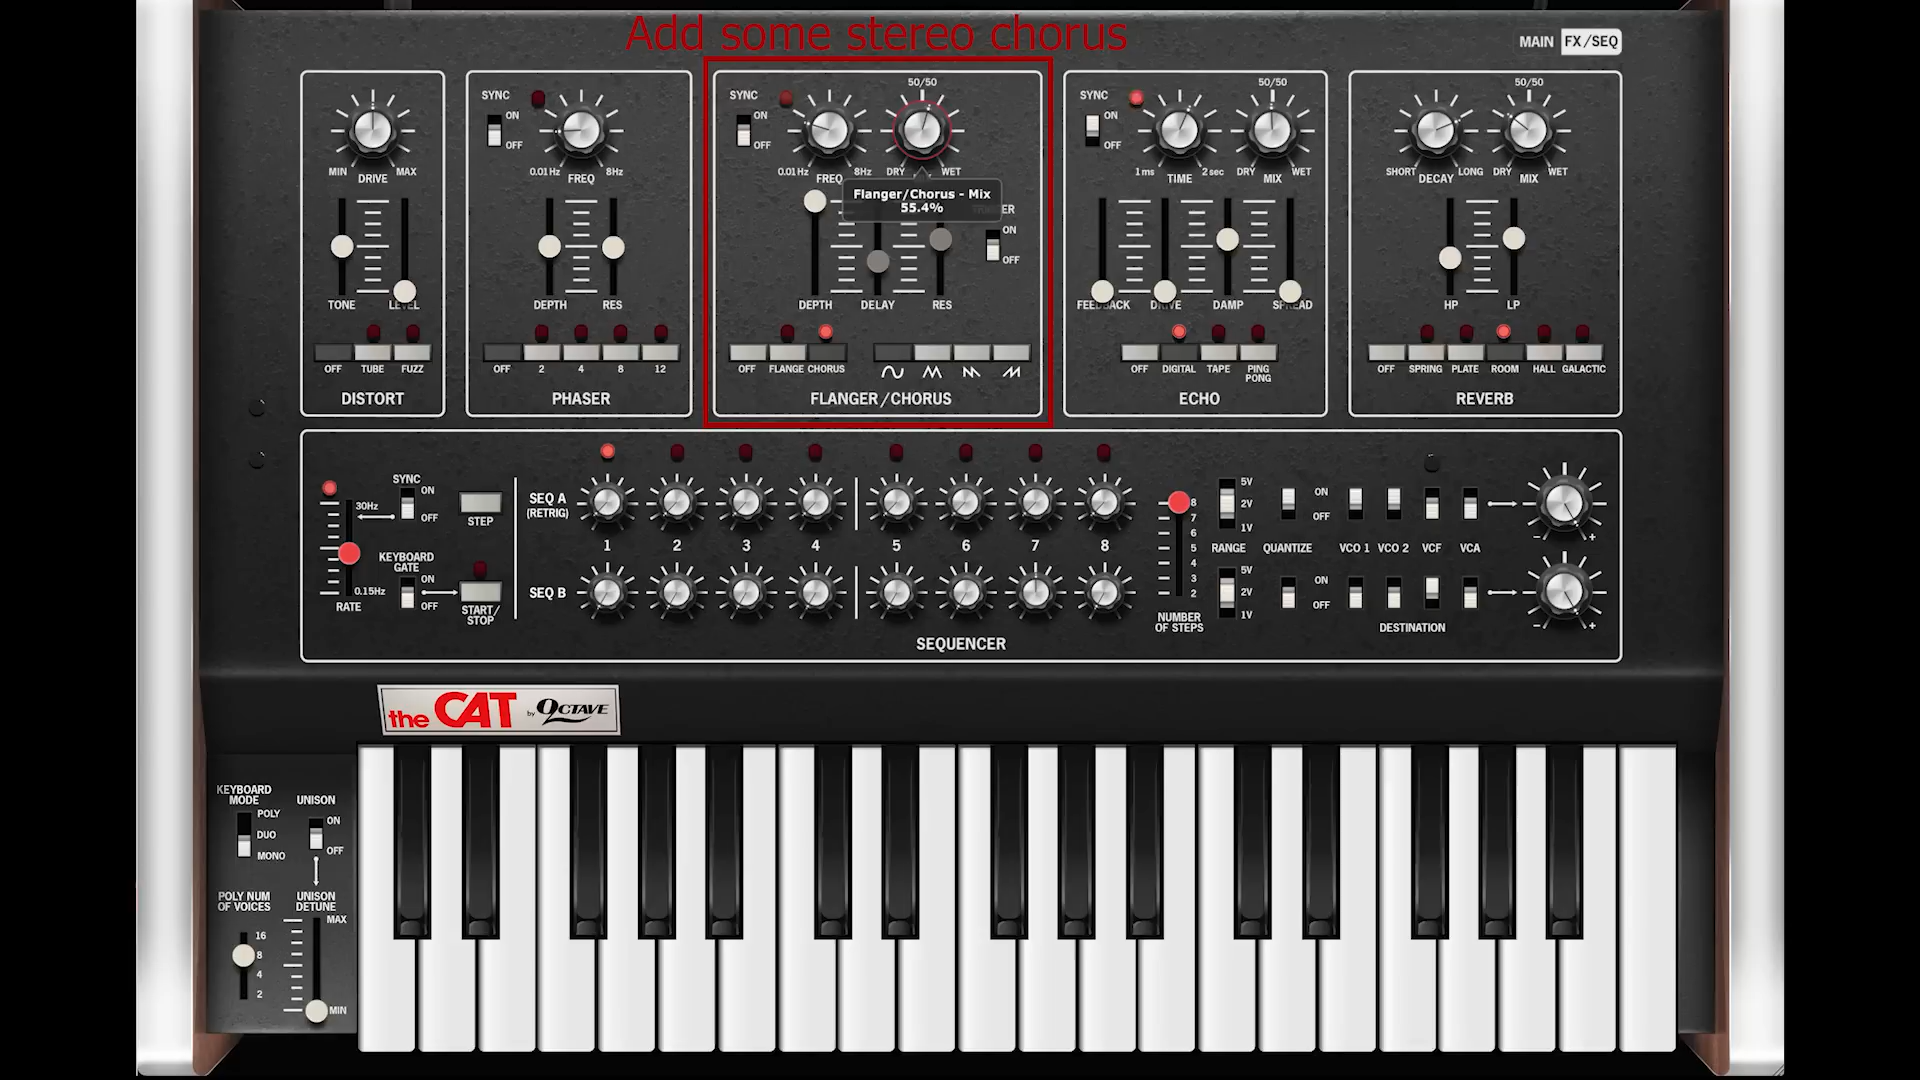 Add some stereo chorus
MAIN FX/SEQ
MIN MAX
DRIVE
TONE LEVEL
OFF TUBE FUZZ
DISTORT
SYNC
ON
OFF
0.01Hz FREQ 8Hz
DEPTH RES
OFF 2 4 8 12
PHASER
SYNC
ON
OFF
50/50
0.01Hz FREQ 8Hz DRY WET
Flanger/Chorus - Mix
55.4%
ON
OFF
DEPTH DELAY RES
OFF FLANGE CHORUS
FLANGER/CHORUS
SYNC
ON
OFF
50/50
1ms TIME 2sec DRY MIX WET
FEEDBACK DRIVE DAMP SPREAD
OFF DIGITAL TAPE PING PONG
ECHO
50/50
SHORT DECAY LONG DRY MIX WET
HP LP
OFF SPRING PLATE ROOM HALL GALACTIC
REVERB
SYNC
ON
OFF
30Hz
0.15Hz
RATE
KEYBOARD
GATE
ON
OFF
STEP
START/
STOP
SEQ A
(RETRIG)
1 2 3 4 5 6 7 8
SEQ B
8
7
6
5
4
3
2
NUMBER
OF STEPS
5V
2V
1V
RANGE
5V
2V
1V
ON
OFF
QUANTIZE
ON
OFF
VCO 1 VCO 2 VCF VCA
DESTINATION
- +
- +
SEQUENCER
the CAT by OCTAVE
KEYBOARD
MODE
POLY
DUO
MONO
UNISON
ON
OFF
POLY NUM
OF VOICES
16
8
4
2
UNISON
DETUNE
MAX
MIN